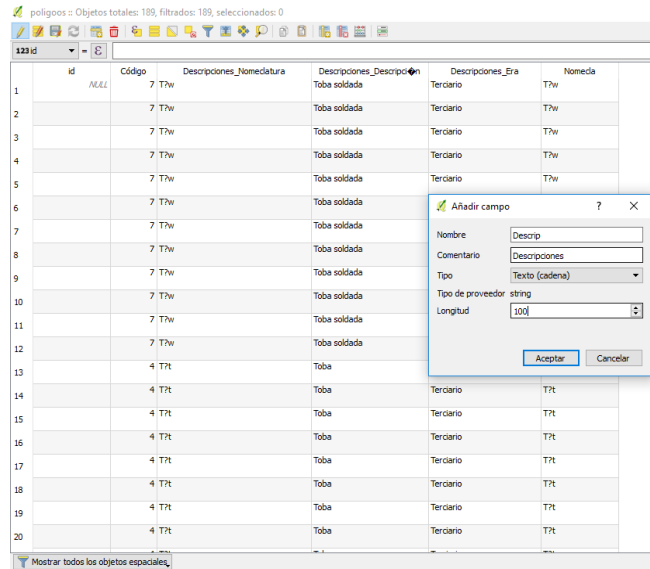 poligoos :: Objetos totales: 189, filtrados: 189, seleccionados: 0
123 id = ε
id Código Descripciones_Nomedatura Descripciones_Descripci�n Descripciones_Era Nomecla
1 NULL 7 T?w Toba soldada Terciario T?w
2 7 T?w Toba soldada Terciario T?w
3 7 T?w Toba soldada Terciario T?w
4 7 T?w Toba soldada Terciario T?w
5 7 T?w Toba soldada Terciario T?w
6 7 T?w Toba soldada
7 7 T?w Toba soldada
8 7 T?w Toba soldada
9 7 T?w Toba soldada
10 7 T?w Toba soldada
11 7 T?w Toba soldada
12 7 T?w Toba soldada
13 4 T?t Toba
14 4 T?t Toba Terciario T?t
15 4 T?t Toba Terciario T?t
16 4 T?t Toba Terciario T?t
17 4 T?t Toba Terciario T?t
18 4 T?t Toba Terciario T?t
19 4 T?t Toba Terciario T?t
20 4 T?t Toba Terciario T?t
Añadir campo ? X
Nombre Descrip
Comentario Descripciones
Tipo Texto (cadena)
Tipo de proveedor string
Longitud 100
Aceptar Cancelar
Mostrar todos los objetos espaciales